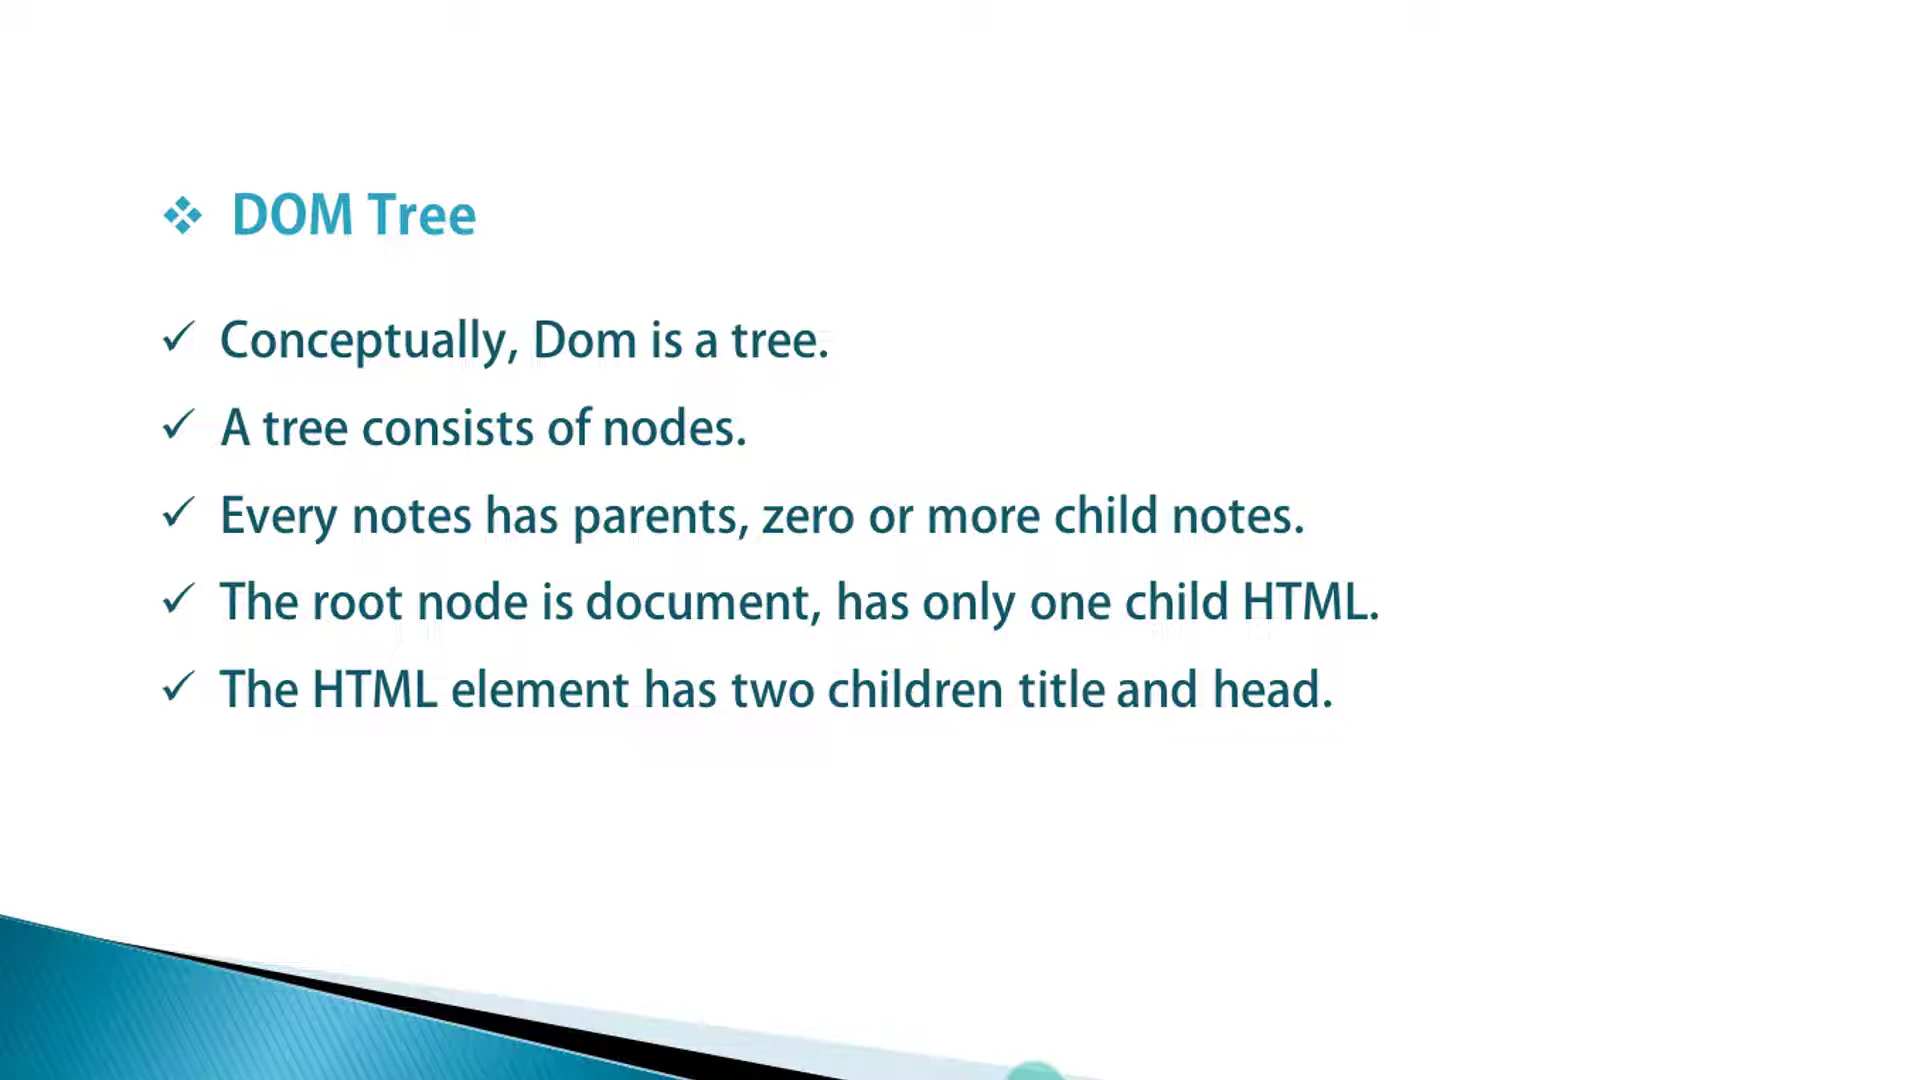 DOM Tree
Conceptually, Dom is a tree.
A tree consists of nodes.
Every notes has parents, zero or more child notes.
The root node is document, has only one child HTML.
The HTML element has two children title and head.